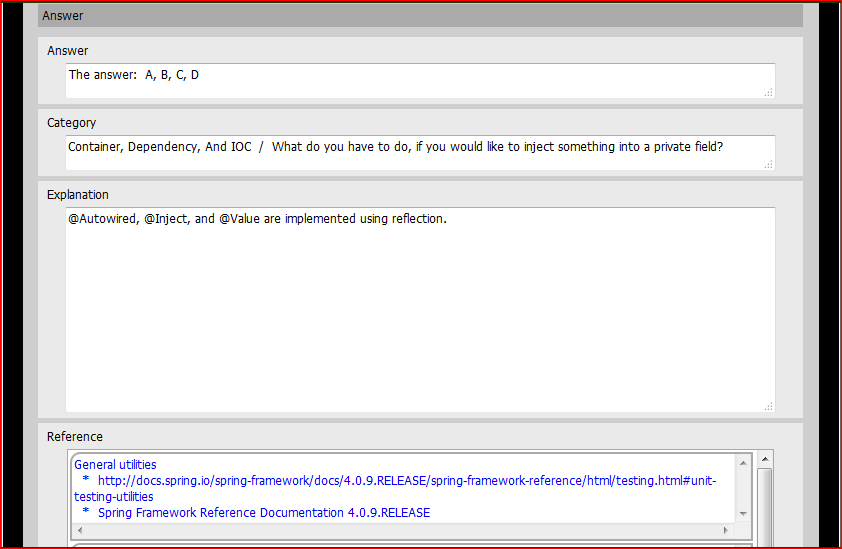 Answer
Answer
The answer:  A, B, C, D
Category
Container, Dependency, And IOC  /  What do you have to do, if you would like to inject something into a private field?
Explanation
@Autowired, @Inject, and @Value are implemented using reflection.
Reference
General utilities
*  http://docs.spring.io/spring-framework/docs/4.0.9.RELEASE/spring-framework-reference/html/testing.html#unit-
testing-utilities
*  Spring Framework Reference Documentation 4.0.9.RELEASE